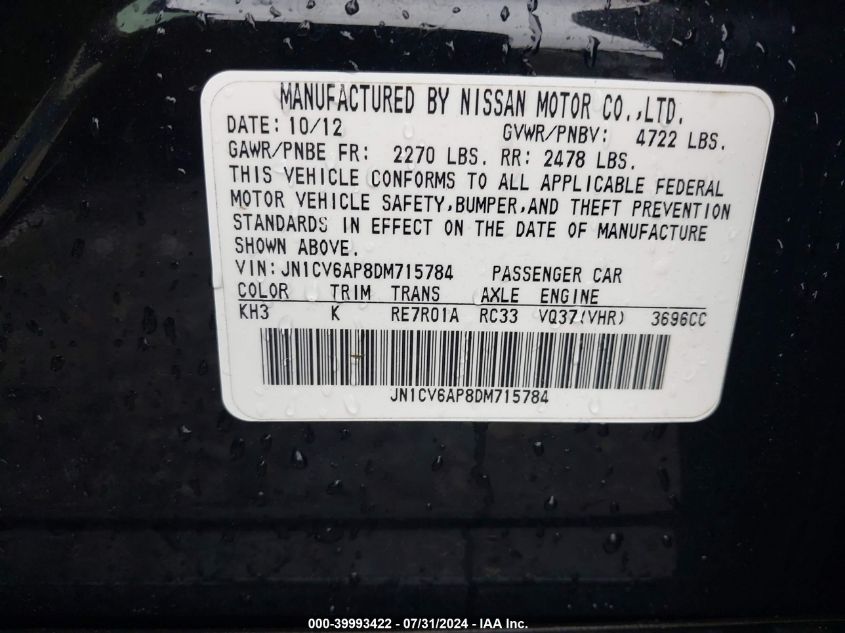 MANUFACTURED BY NISSAN MOTOR CO.,LTD.
DATE: 10/12 GVWR/PNBV: 4722 LBS.
GAWR/PNBE FR: 2270 LBS. RR: 2478 LBS.
THIS VEHICLE CONFORMS TO ALL APPLICABLE FEDERAL
MOTOR VEHICLE SAFETY,BUMPER,AND THEFT PREVENTION
STANDARDS IN EFFECT ON THE DATE OF MANUFACTURE
SHOWN ABOVE.
VIN:JN1CV6AP8DM715784 PASSENGER CAR
COLOR TRIM TRANS AXLE ENGINE
KH3 K RE7R01A RC33 VQ37(VHR) 3696CC
JN1CV6AP8DM715784
000-39993422 - 07/31/2024 - IAA Inc.